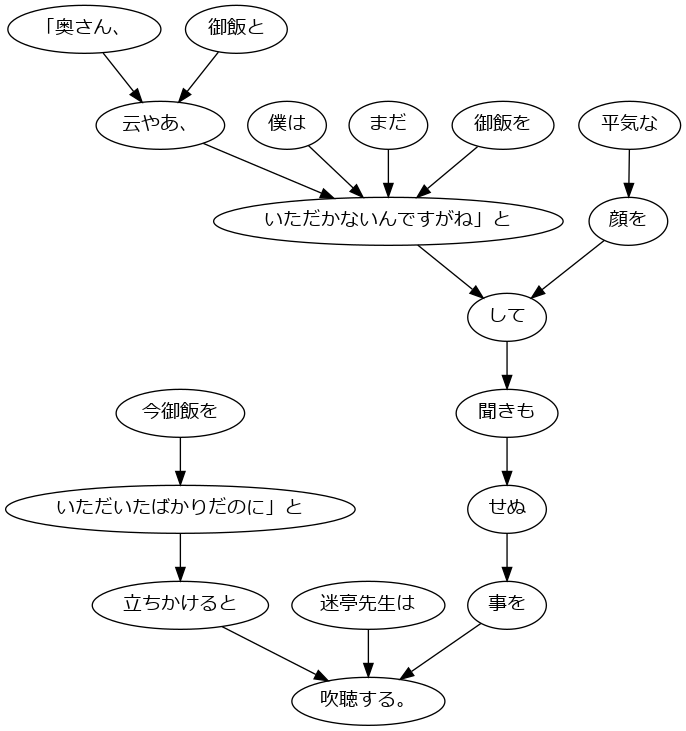 「奥さん、
御飯と
云やあ、
僕は
まだ
御飯を
平気な
いただかないんですがね」と
顔を
して
今御飯を
聞きも
いただいたばかりだのに」と
せぬ
立ちかけると
迷亭先生は
事を
吹聴する。